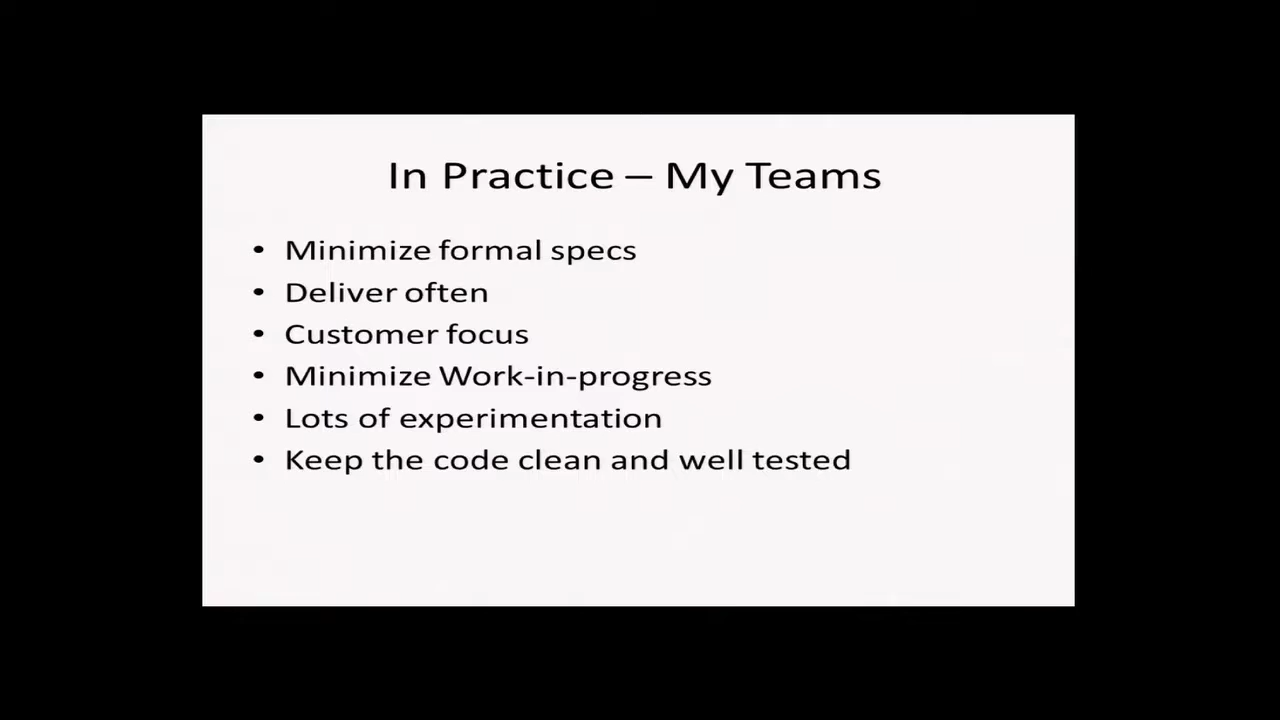 In Practice – My Teams
• Minimize formal specs
• Deliver often
• Customer focus
• Minimize Work-in-progress
• Lots of experimentation
• Keep the code clean and well tested